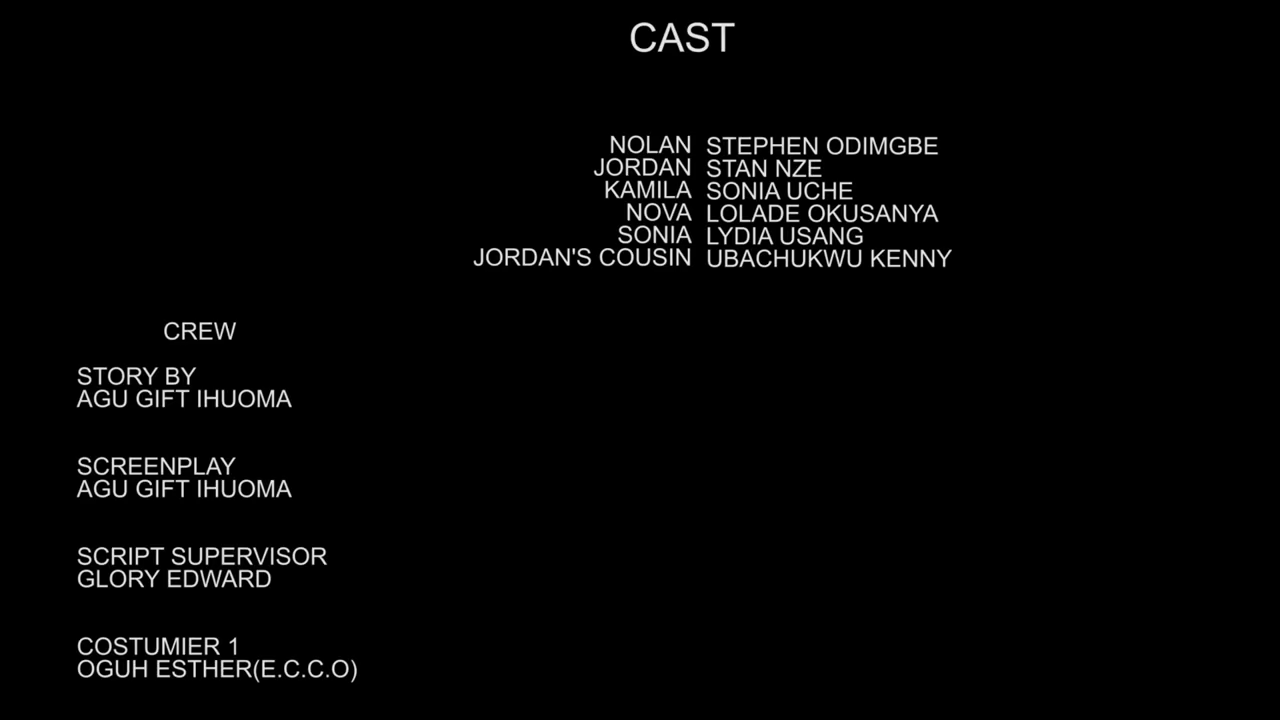 CAST
NOLAN STEPHEN ODIMGBE
JORDAN STAN NZE
KAMILA SONIA UCHE
NOVA LOLADE OKUSANYA
SONIA LYDIA USANG
JORDAN'S COUSIN UBACHUKWU KENNY
CREW
STORY BY
AGU GIFT IHUOMA
SCREENPLAY
AGU GIFT IHUOMA
SCRIPT SUPERVISOR
GLORY EDWARD
COSTUMIER 1
OGUH ESTHER(E.C.C.O)